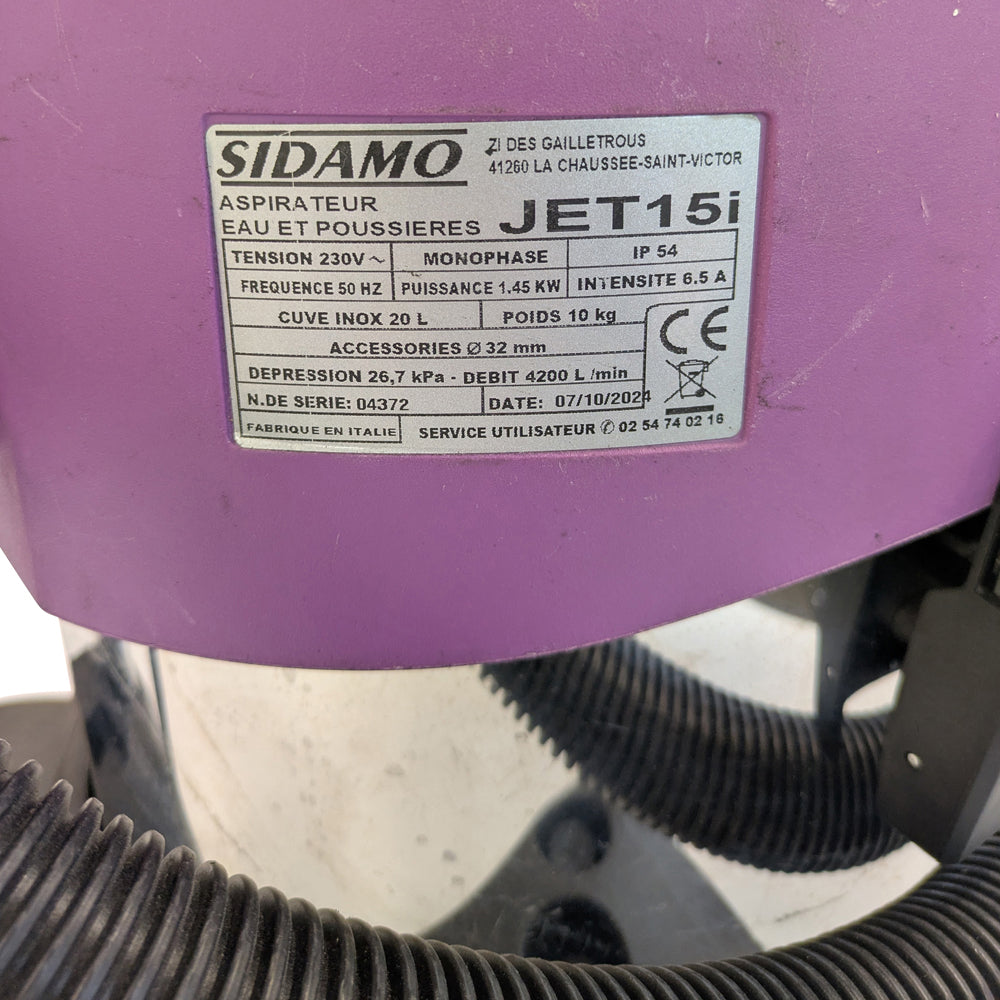 SIDAMO
ZI DES GAILLETROUS
41260 LA CHAUSSEE-SAINT-VICTOR
ASPIRATEUR
EAU ET POUSSIERES
JET15i
TENSION 230V ~ MONOPHASE IP 54
FREQUENCE 50 HZ PUISSANCE 1.45 KW INTENSITE 6.5 A
CUVE INOX 20 L POIDS 10 kg
ACCESSORIES Ø 32 mm
CE
DEPRESSION 26,7 kPa - DEBIT 4200 L /min
N.DE SERIE: 04372 DATE: 07/10/2024
FABRIQUE EN ITALIE SERVICE UTILISATEUR ✆ 02 54 74 02 16